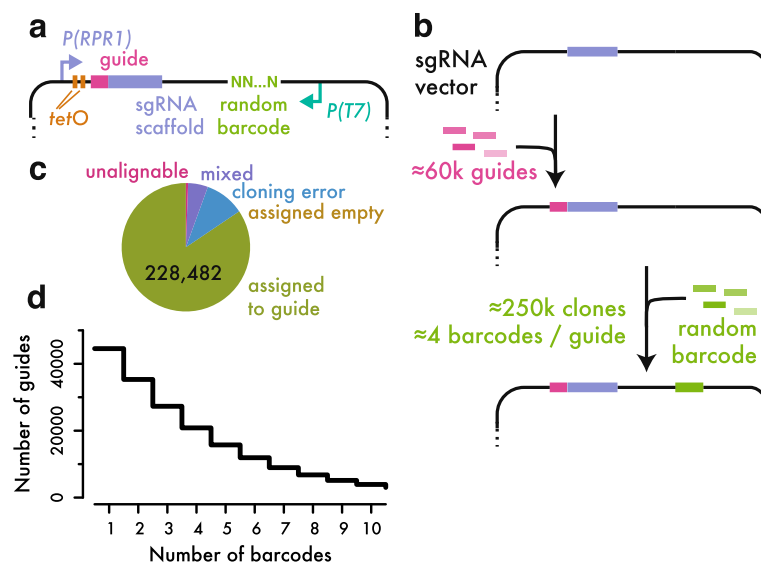 a
P(RPR1)
guide
NN...N
tetO
sgRNA
scaffold
random
barcode
P(T7)
b
sgRNA
vector
≈60k guides
≈250k clones
≈4 barcodes / guide
random
barcode
c
unalignable
mixed
cloning error
assigned empty
228,482
assigned
to guide
d
Number of guides
0
20000
40000
1 2 3 4 5 6 7 8 9 10
Number of barcodes